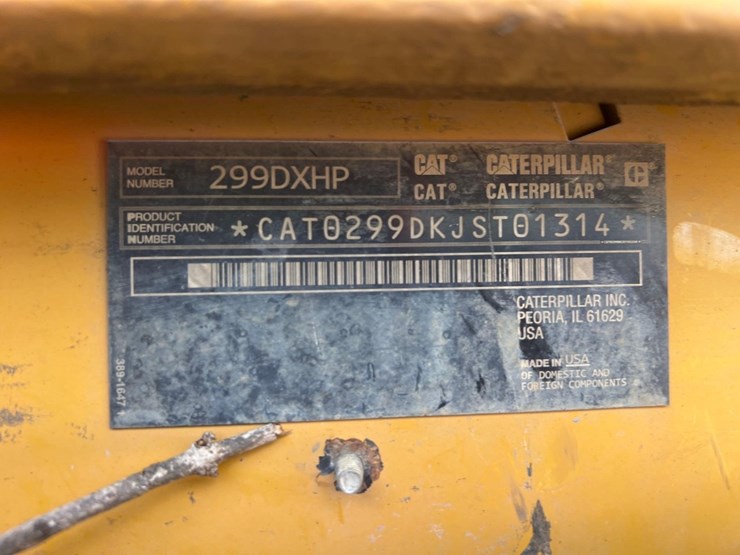 MODEL NUMBER 299DXHP
CAT® CATERPILLAR®
CAT® CATERPILLAR®
PRODUCT IDENTIFICATION NUMBER *CAT0299DKJST01314*
CATERPILLAR INC.
PEORIA, IL 61629
USA
MADE IN USA
OF DOMESTIC AND
FOREIGN COMPONENTS
389-1647 1